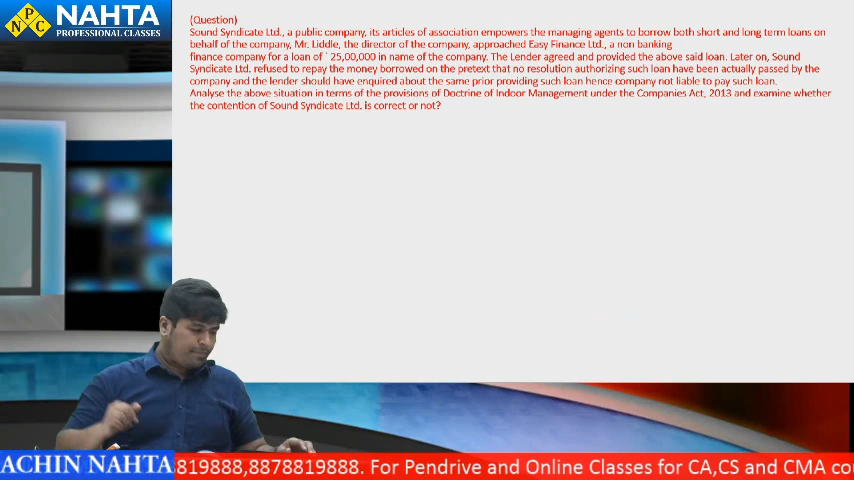 NPC
NAHTA
PROFESSIONAL CLASSES
(Question)
Sound Syndicate Ltd., a public company, its articles of association empowers the managing agents to borrow both short and long term loans on
behalf of the company, Mr. Liddle, the director of the company, approached Easy Finance Ltd., a non banking
finance company for a loan of ` 25,00,000 in name of the company. The Lender agreed and provided the above said loan. Later on, Sound
Syndicate Ltd. refused to repay the money borrowed on the pretext that no resolution authorizing such loan have been actually passed by the
company and the lender should have enquired about the same prior providing such loan hence company not liable to pay such loan.
Analyse the above situation in terms of the provisions of Doctrine of Indoor Management under the Companies Act, 2013 and examine whether
the contention of Sound Syndicate Ltd. is correct or not?
ACHIN NAHTA
819888,8878819888. For Pendrive and Online Classes for CA,CS and CMA co